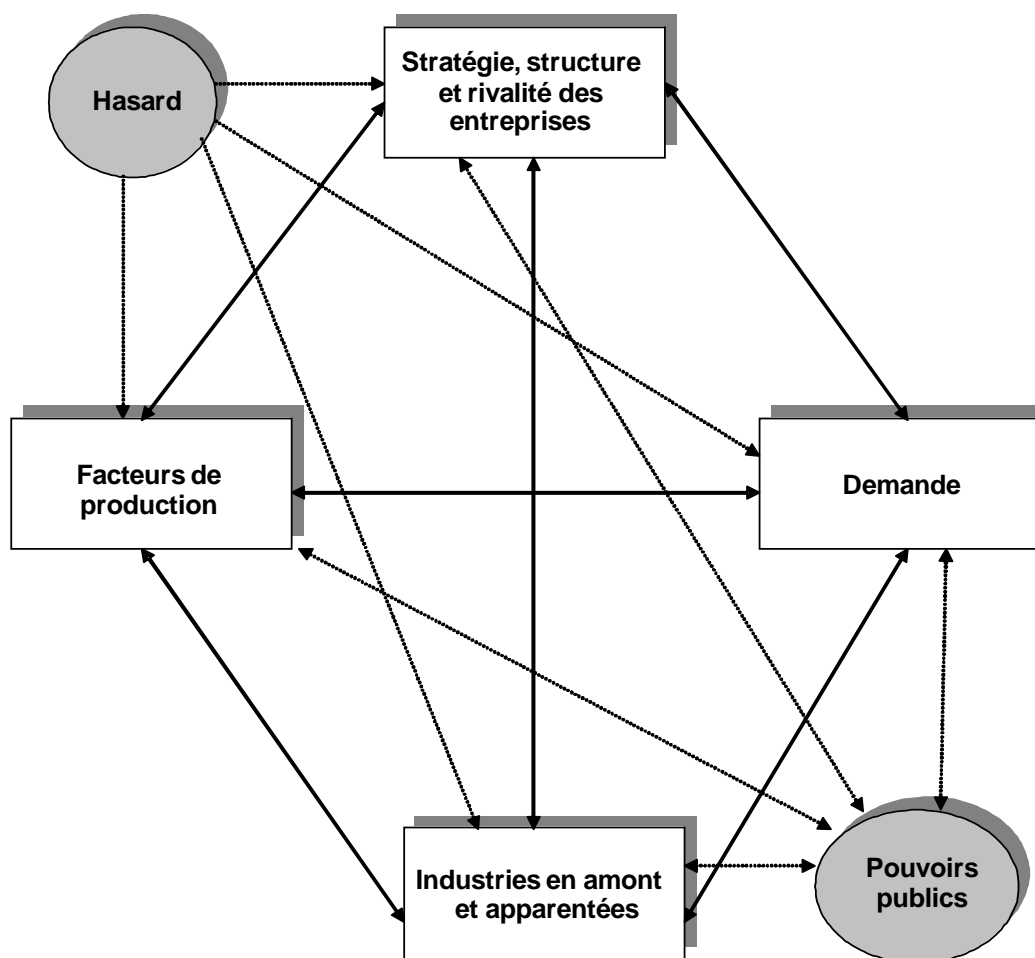 Hasard
Stratégie, structure
et rivalité des
entreprises
Facteurs de
production
Demande
Industries en amont
et apparentées
Pouvoirs
publics